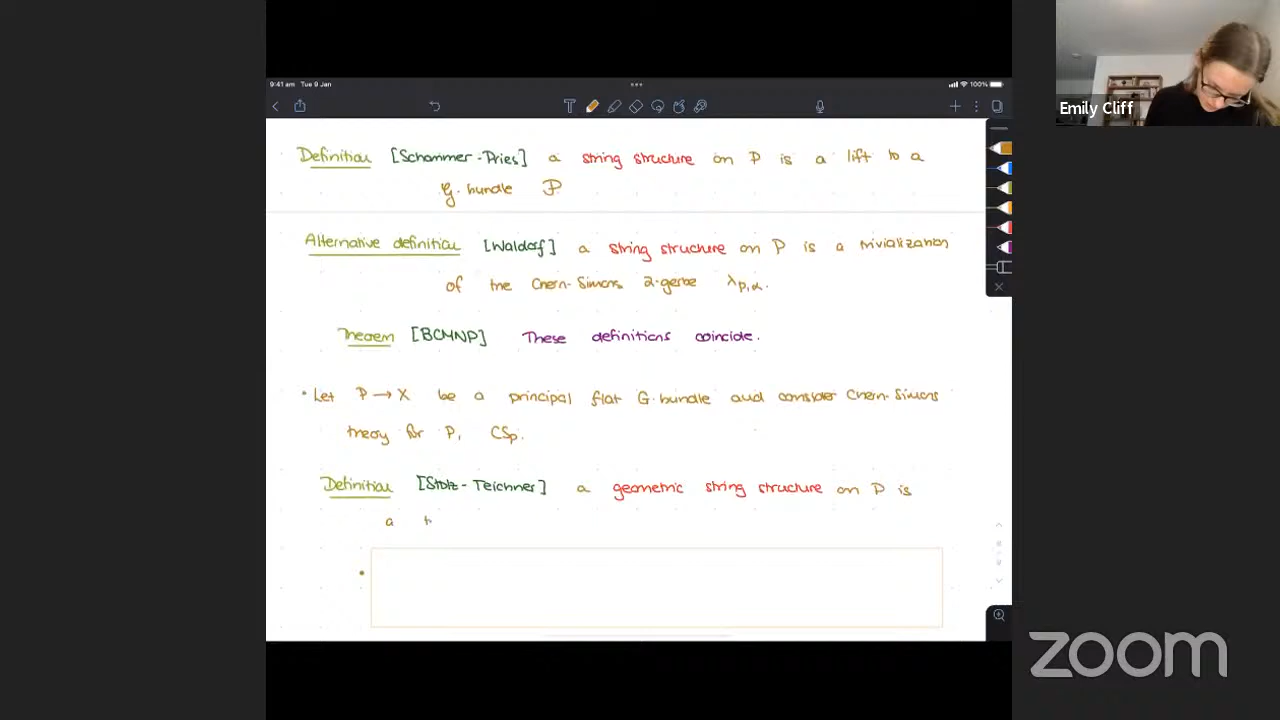 9:41 am Tue 9 Jan
100%
Emily Cliff
Definition [Schommer-Pries] a string structure on P is a lift to a
𝒢-bundle 𝒫
Alternative definition [Waldorf] a string structure on P is a trivialization
of the Chern-Simons 2-gerbe λP,α.
Theorem [BCMNP] These definitions coincide.
• Let P → X be a principal flat G-bundle and consider Chern-Simons
theory for P, CSP.
Definition [Stolz-Teichner] a geometric string structure on P is
a t
•
zoom